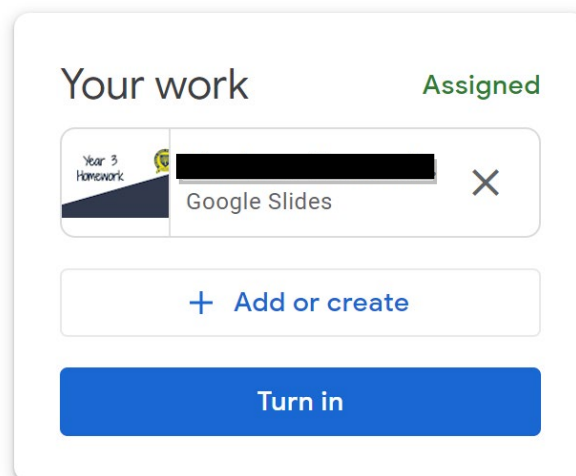 Your work
Assigned
Year 3
Homework
Google Slides
+ Add or create
Turn in